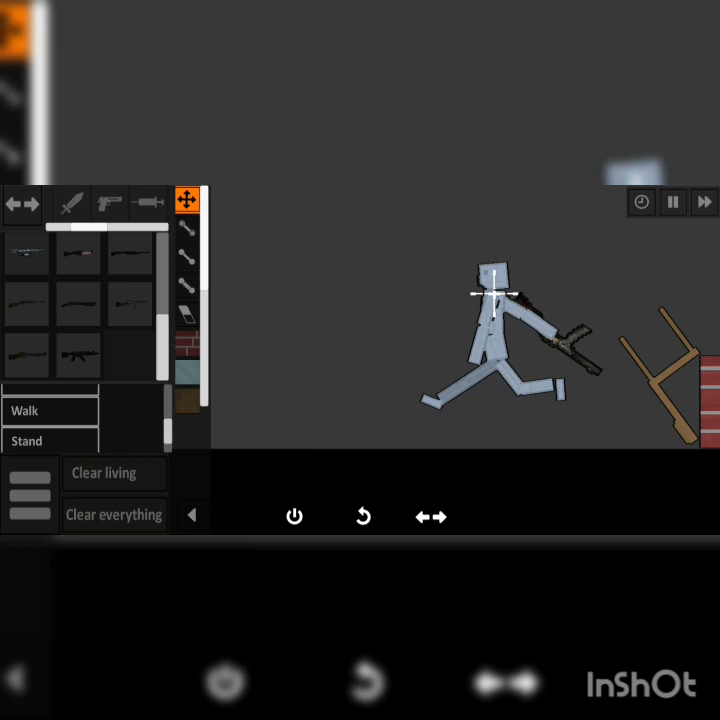 Walk
Stand
Clear living
Clear everything
InShOt